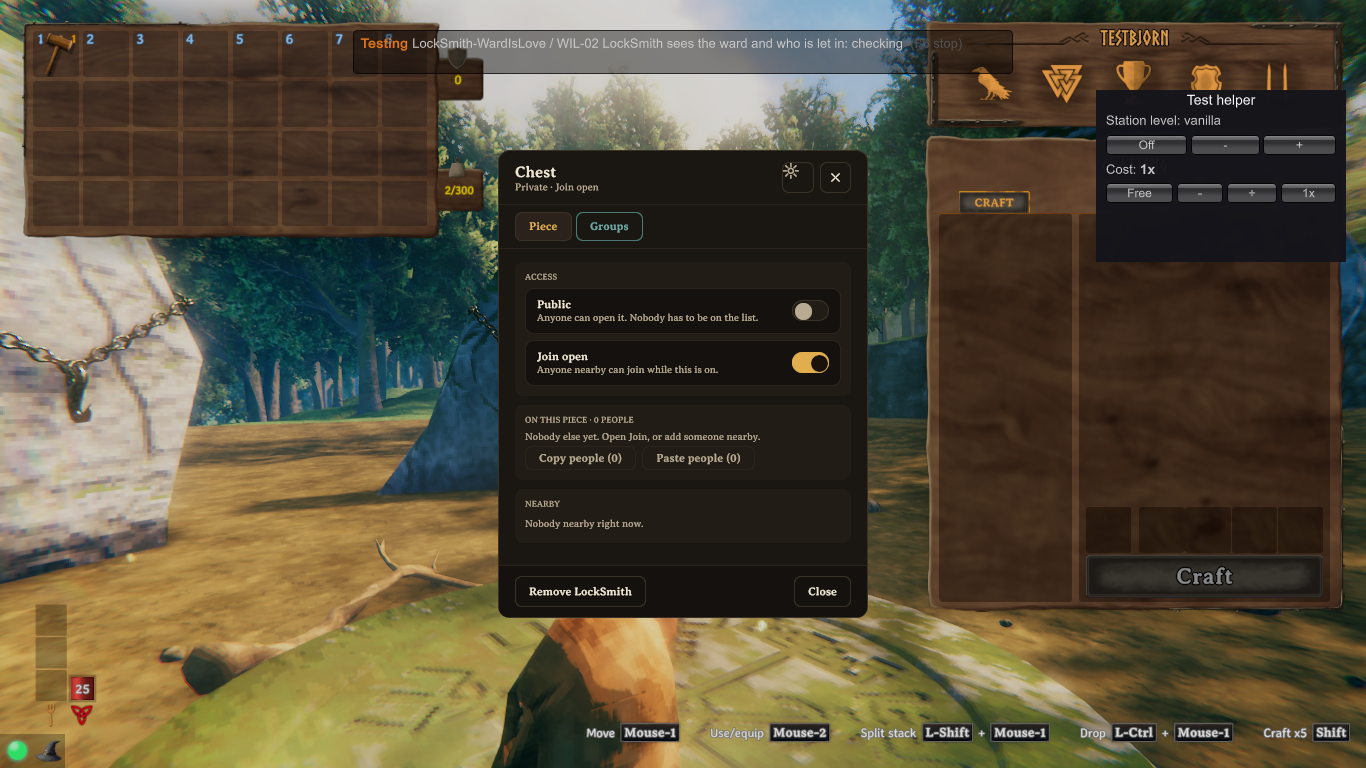 1 2 3 4 5 6 7 8
Testing LockSmith-WardIsLove / WIL-02 LockSmith sees the ward and who is let in: checking
0
2/300
TESTBJORN
Test helper
Station level: vanilla
Off - +
Cost: 1x
Free - + 1x
CRAFT
Craft
Chest
Private · Join open
Piece Groups
ACCESS
Public
Anyone can open it. Nobody has to be on the list.
Join open
Anyone nearby can join while this is on.
ON THIS PIECE · 0 PEOPLE
Nobody else yet. Open Join, or add someone nearby.
Copy people (0) Paste people (0)
NEARBY
Nobody nearby right now.
Remove LockSmith Close
25
Move Mouse-1 Use/equip Mouse-2 Split stack L-Shift + Mouse-1 Drop L-Ctrl + Mouse-1 Craft x5 Shift